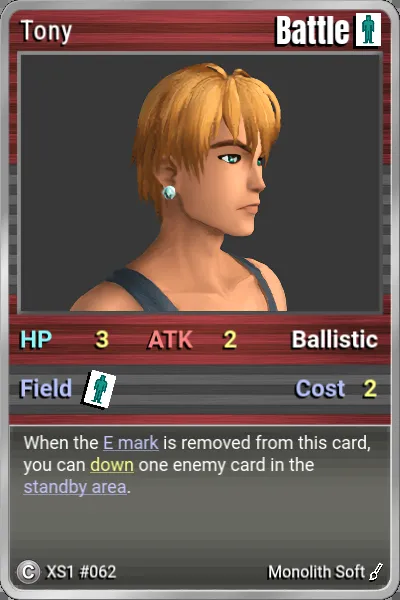 Tony Battle
HP 3 ATK 2 Ballistic
Field Cost 2
When the E mark is removed from this card,
you can down one enemy card in the
standby area.
C XS1 #062 Monolith Soft